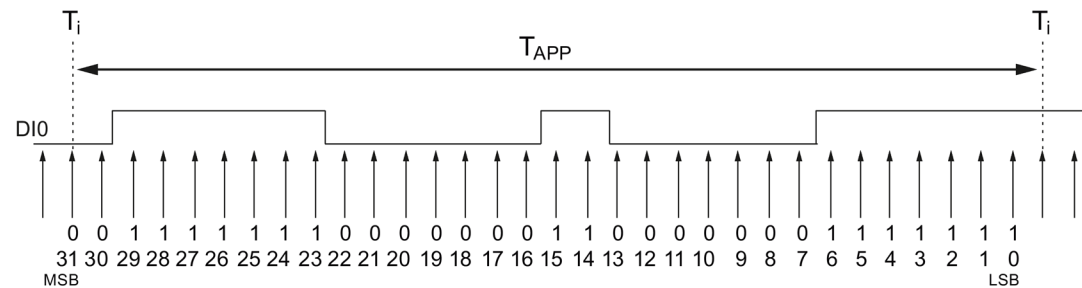 Ti Ti
TAPP
DI0
0 0 1 1 1 1 1 1 1 0 0 0 0 0 0 0 1 1 0 0 0 0 0 0 0 1 1 1 1 1 1 1
31 30 29 28 27 26 25 24 23 22 21 20 19 18 17 16 15 14 13 12 11 10 9 8 7 6 5 4 3 2 1 0
MSB LSB